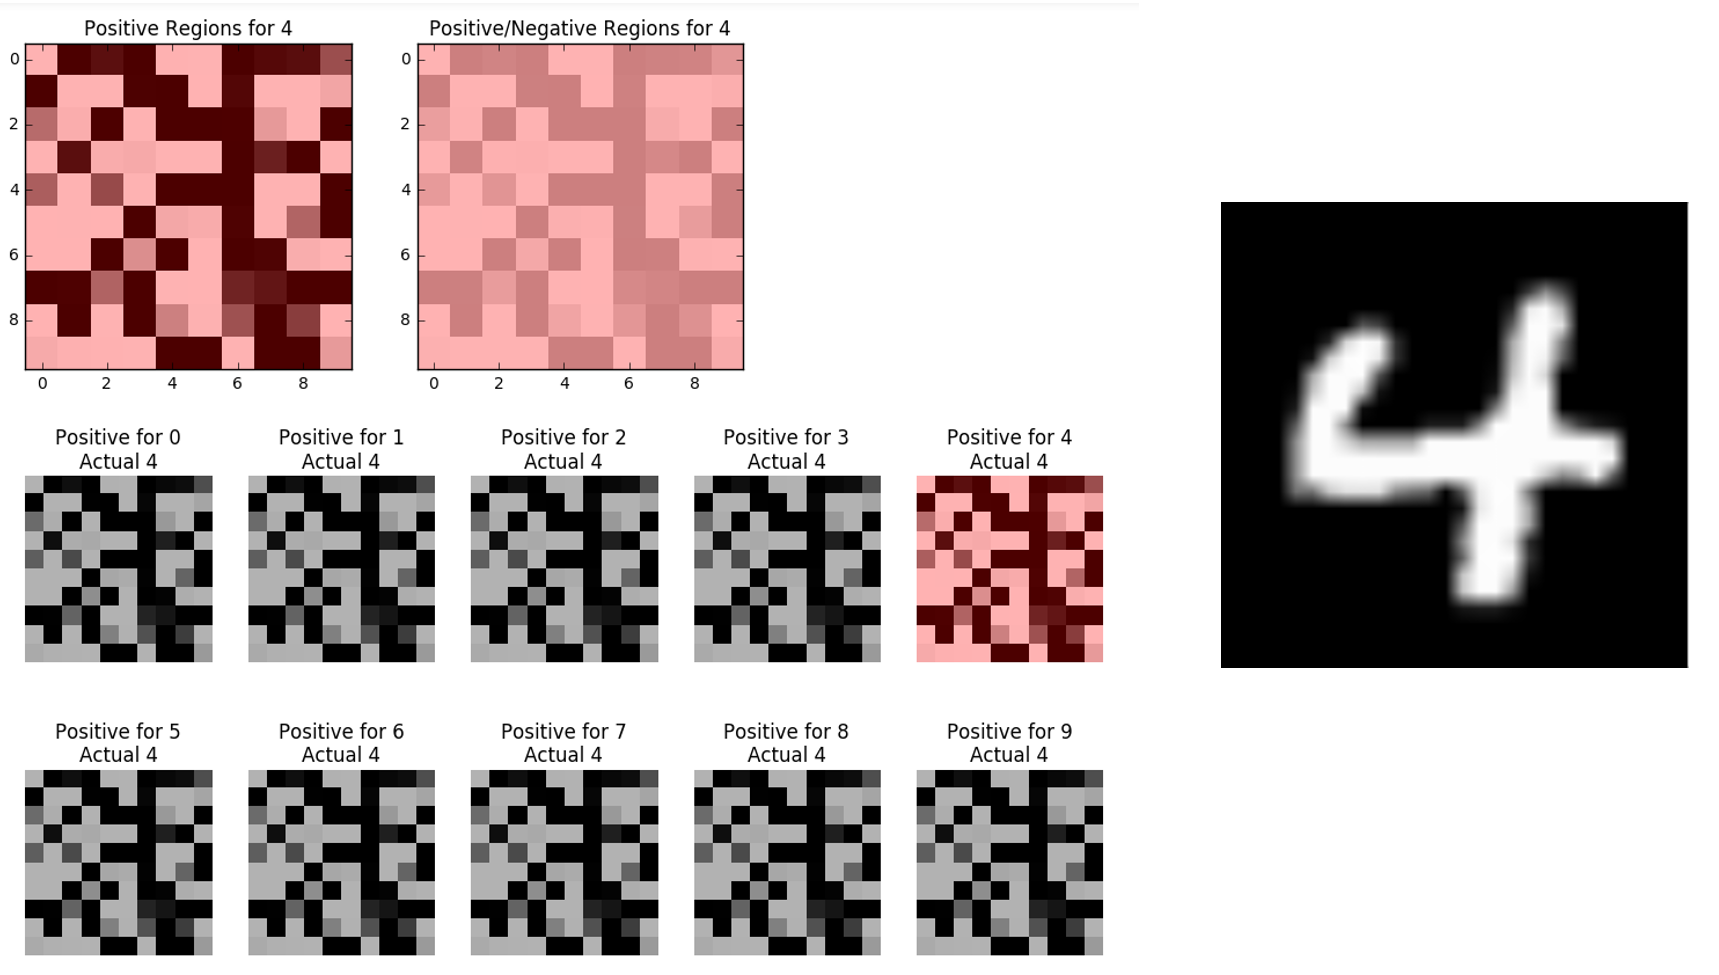 Positive Regions for 4
Positive/Negative Regions for 4
0
2
4
6
8
0 2 4 6 8
0
2
4
6
8
0 2 4 6 8
Positive for 0
Actual 4
Positive for 1
Actual 4
Positive for 2
Actual 4
Positive for 3
Actual 4
Positive for 4
Actual 4
Positive for 5
Actual 4
Positive for 6
Actual 4
Positive for 7
Actual 4
Positive for 8
Actual 4
Positive for 9
Actual 4
4